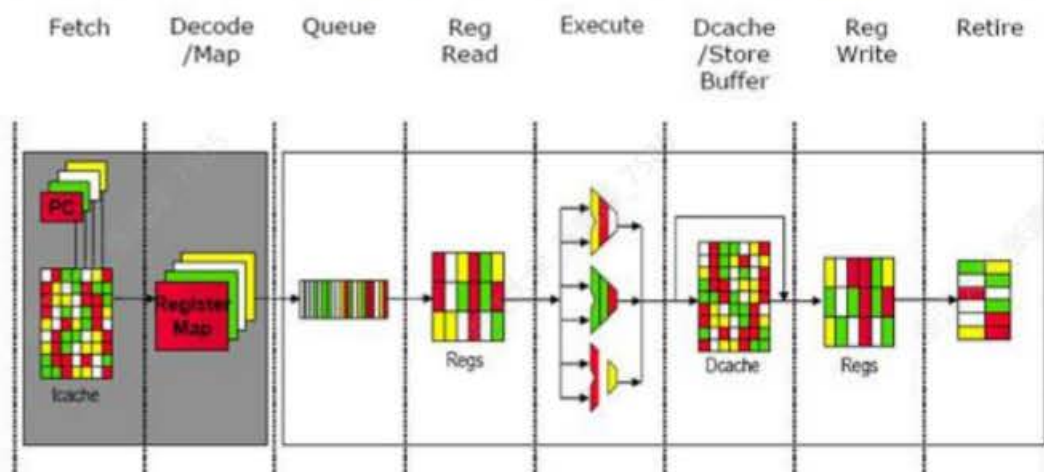 Fetch
Decode
/Map
Queue
Reg
Read
Execute
Dcache
/Store
Buffer
Reg
Write
Retire
PC
Register
Map
Icache
Regs
Dcache
Regs